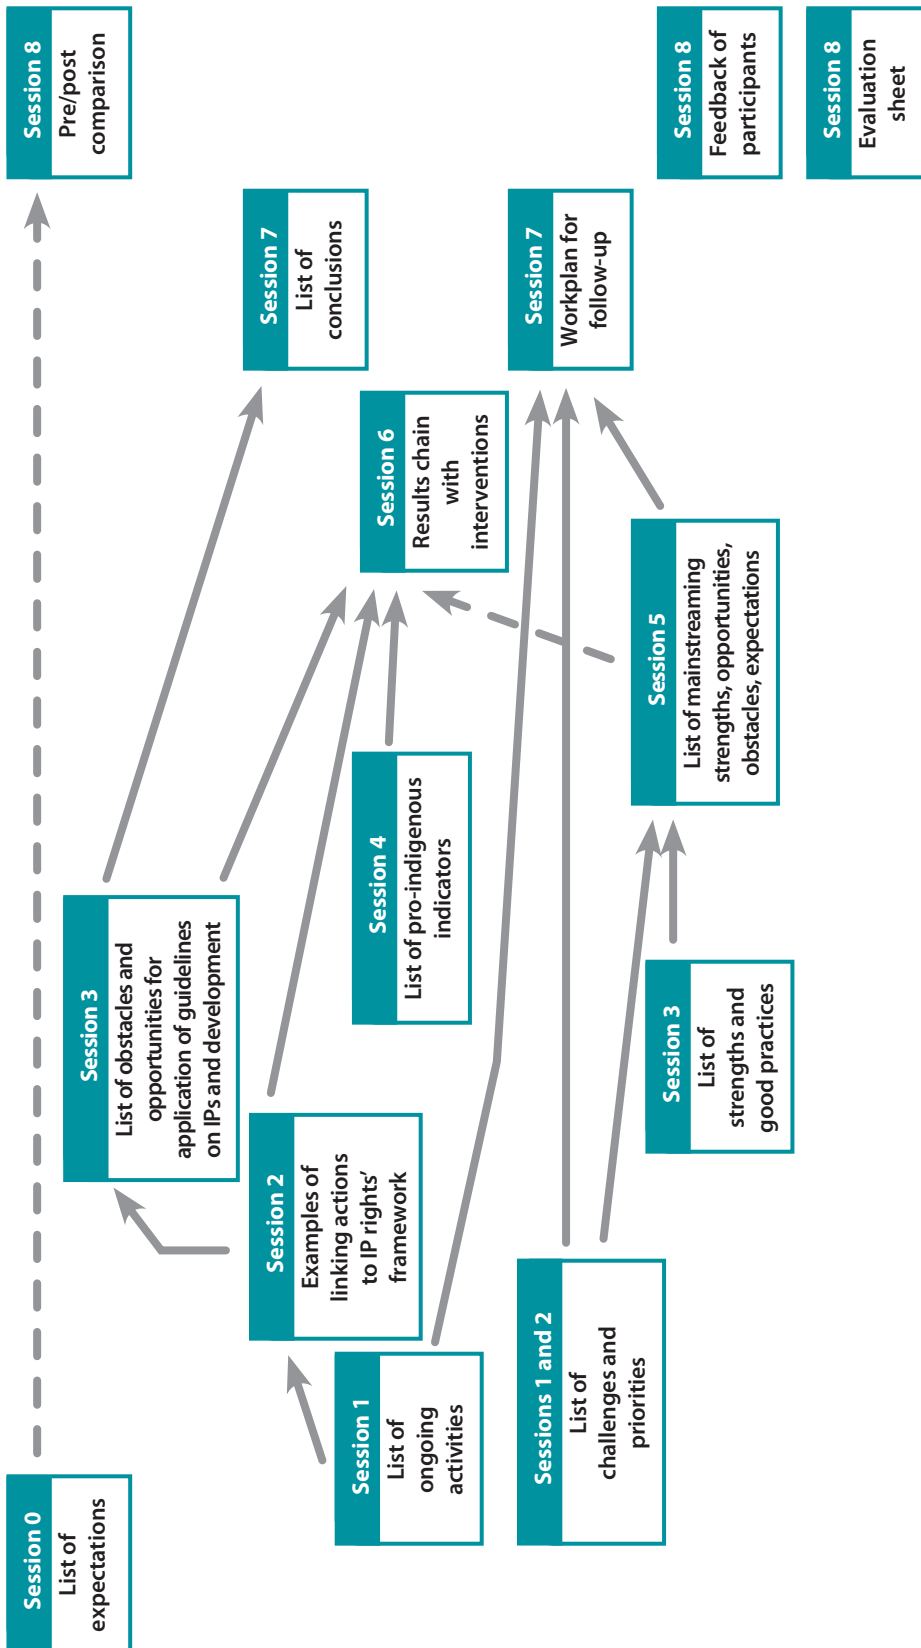 Session 0
List of
expectations
Session 8
Pre/post
comparison
Session 3
List of obstacles and
opportunities for
application of guidelines
on IPs and development
Session 7
List of
conclusions
Session 2
Examples of
linking actions
to IP rights'
framework
Session 1
List of
ongoing
activities
Session 4
List of pro-indigenous
indicators
Session 6
Results chain
with
interventions
Sessions 1 and 2
List of
challenges and
priorities
Session 7
Workplan for
follow-up
Session 3
List of
strengths and
good practices
Session 5
List of mainstreaming
strengths, opportunities,
obstacles, expectations
Session 8
Feedback of
participants
Session 8
Evaluation
sheet